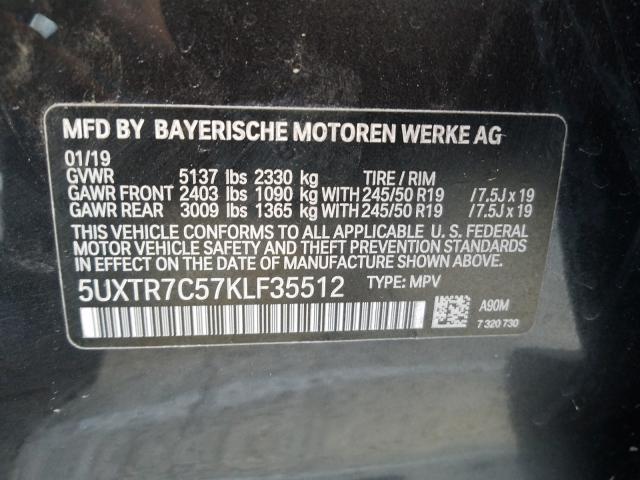 MFD BY BAYERISCHE MOTOREN WERKE AG
01/19
GVWR 5137 lbs 2330 kg TIRE / RIM
GAWR FRONT 2403 lbs 1090 kg WITH 245/50 R19 / 7.5J x 19
GAWR REAR 3009 lbs 1365 kg WITH 245/50 R19 / 7.5J x 19
THIS VEHICLE CONFORMS TO ALL APPLICABLE U. S. FEDERAL
MOTOR VEHICLE SAFETY AND THEFT PREVENTION STANDARDS
IN EFFECT ON THE DATE OF MANUFACTURE SHOWN ABOVE.
5UXTR7C57KLF35512 TYPE: MPV
A90M
7 320 730